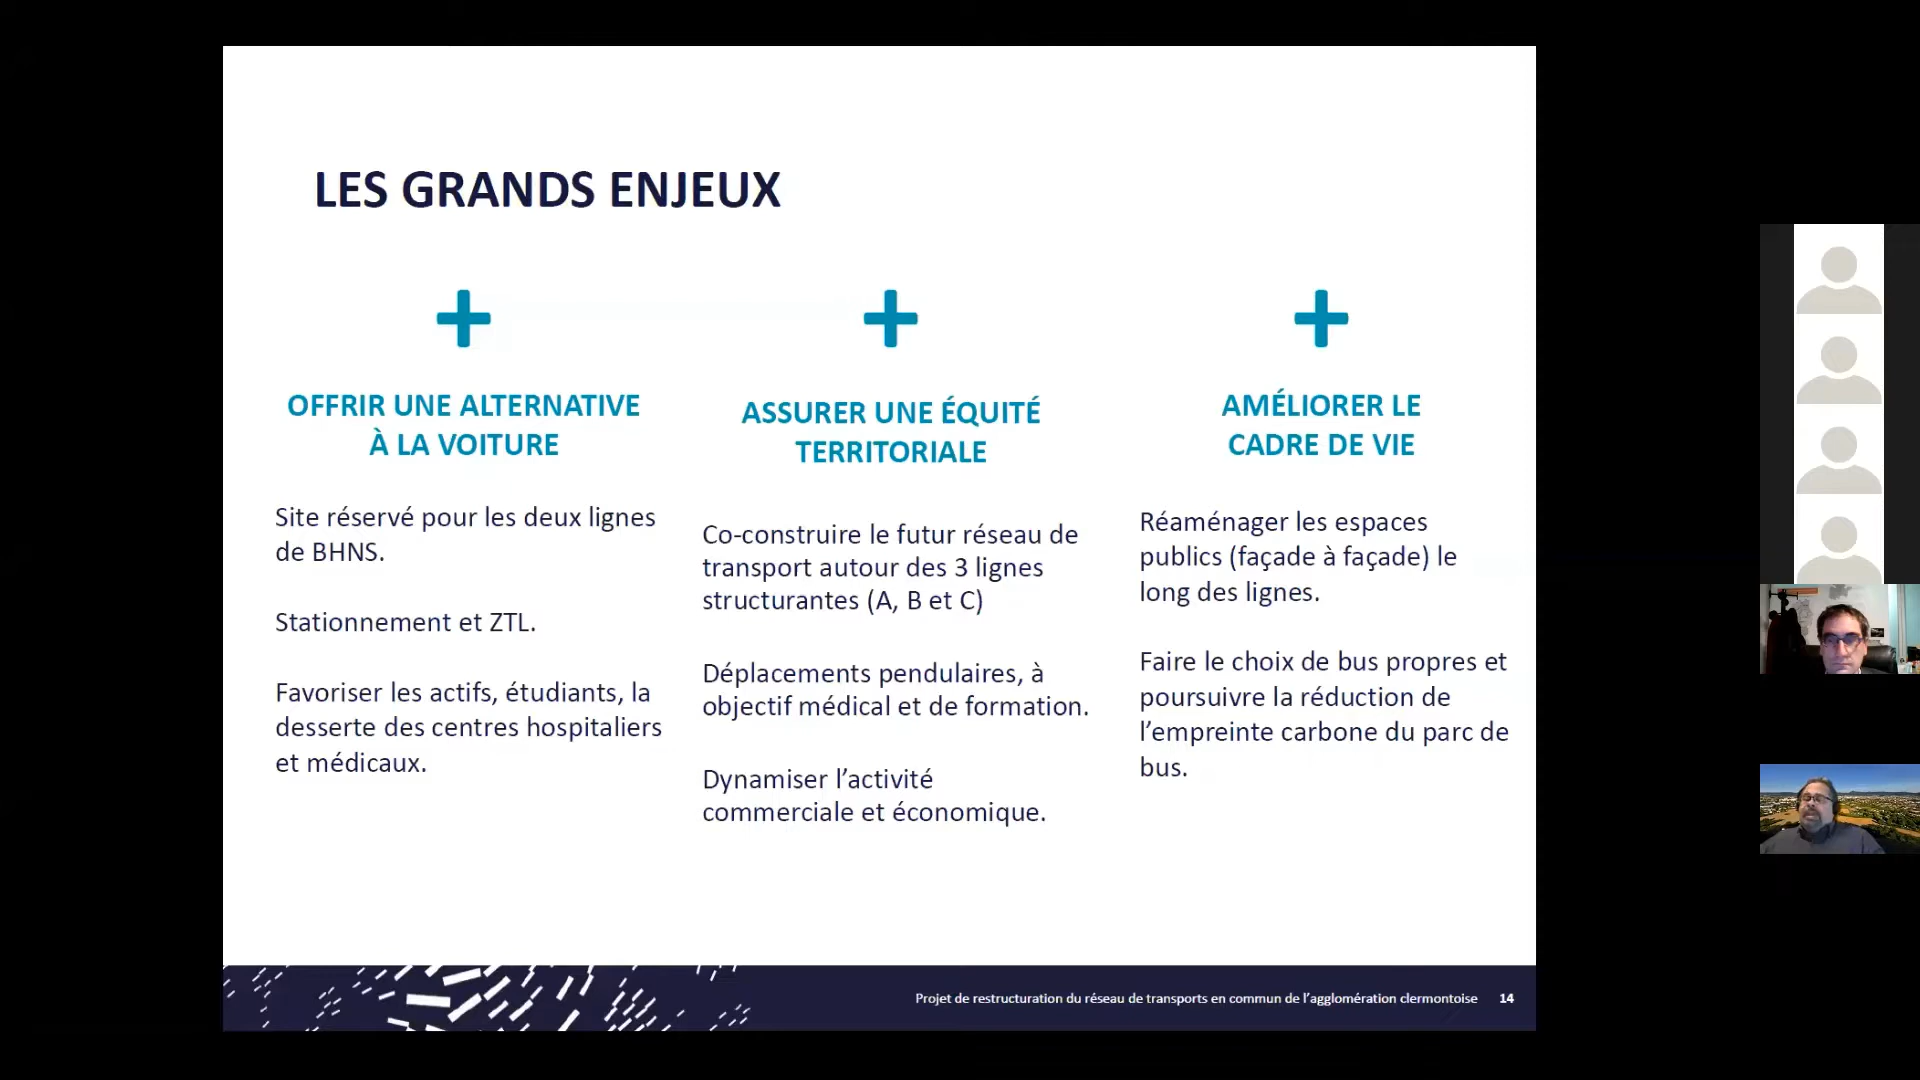 LES GRANDS ENJEUX
OFFRIR UNE ALTERNATIVE
À LA VOITURE
Site réservé pour les deux lignes
de BHNS.
Stationnement et ZTL.
Favoriser les actifs, étudiants, la
desserte des centres hospitaliers
et médicaux.
ASSURER UNE ÉQUITÉ
TERRITORIALE
Co-construire le futur réseau de
transport autour des 3 lignes
structurantes (A, B et C)
Déplacements pendulaires, à
objectif médical et de formation.
Dynamiser l’activité
commerciale et économique.
AMÉLIORER LE
CADRE DE VIE
Réaménager les espaces
publics (façade à façade) le
long des lignes.
Faire le choix de bus propres et
poursuivre la réduction de
l’empreinte carbone du parc de
bus.
Projet de restructuration du réseau de transports en commun de l’agglomération clermontoise 14